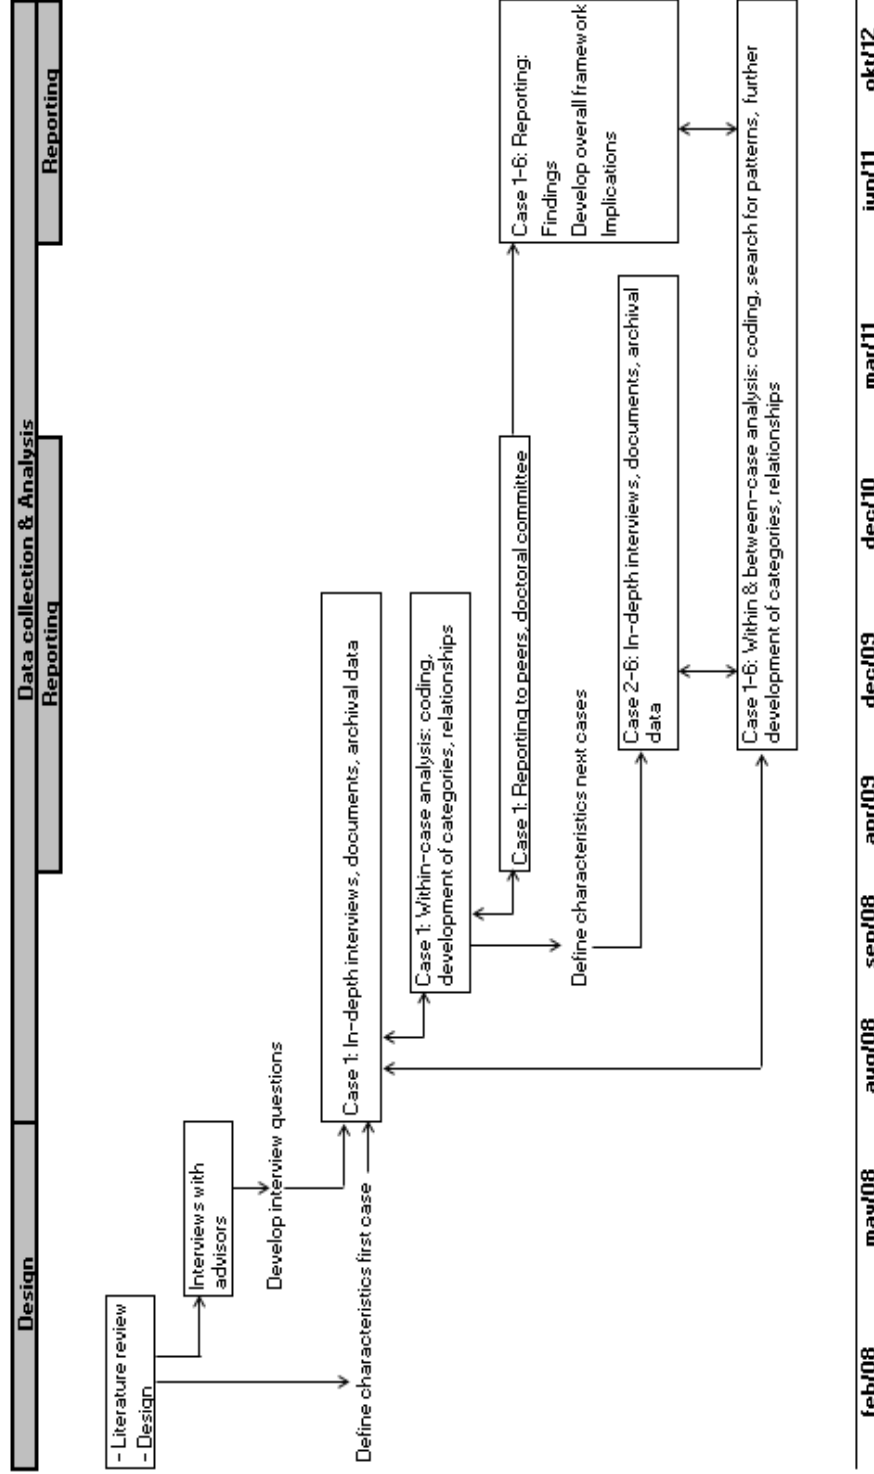 Design
Data collection & Analysis
Reporting
Reporting
- Literature review
- Design
Interviews with
advisors
Develop interview questions
Define characteristics first case
Case 1: In-depth interviews, documents, archival data
Case 1: Within-case analysis: coding,
development of categories, relationships
Case 1: Reporting to peers, doctoral committee
Define characteristics next cases
Case 1-6: Reporting:
Findings
Develop overall framework
Implications
Case 2-6: In-depth interviews, documents, archival
data
Case 1-6: Within & between-case analysis: coding, search for patterns, further
development of categories, relationships
feb/08
may/08
aug/08
sep/08
apr/09
dec/09
dec/10
mar/11
jun/11
okt/12